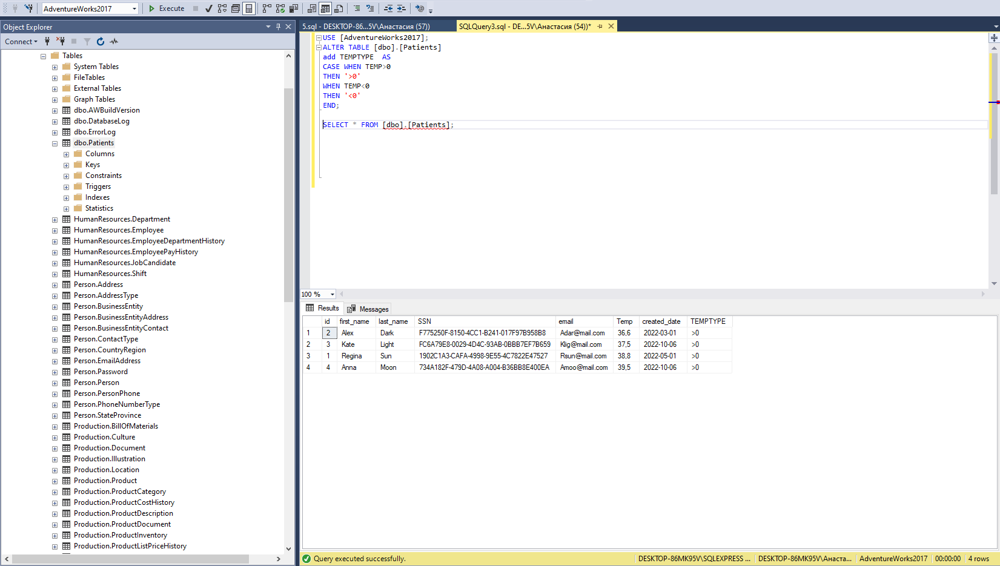 AdventureWorks2017
Execute
Object Explorer
Connect
Tables
System Tables
FileTables
External Tables
Graph Tables
dbo.AWBuildVersion
dbo.DatabaseLog
dbo.ErrorLog
dbo.Patients
Columns
Keys
Constraints
Triggers
Indexes
Statistics
HumanResources.Department
HumanResources.Employee
HumanResources.EmployeeDepartmentHistory
HumanResources.EmployeePayHistory
HumanResources.JobCandidate
HumanResources.Shift
Person.Address
Person.AddressType
Person.BusinessEntity
Person.BusinessEntityAddress
Person.BusinessEntityContact
Person.ContactType
Person.CountryRegion
Person.EmailAddress
Person.Password
Person.Person
Person.PersonPhone
Person.PhoneNumberType
Person.StateProvince
Production.BillOfMaterials
Production.Culture
Production.Document
Production.Illustration
Production.Location
Production.Product
Production.ProductCategory
Production.ProductCostHistory
Production.ProductDescription
Production.ProductDocument
Production.ProductInventory
Production.ProductListPriceHistory
5.sql - DESKTOP-86...5V\Анастасия (57))
SQLQuery3.sql - DE...5V\Анастасия (54))*
USE [AdventureWorks2017];
ALTER TABLE [dbo].[Patients]
add TEMPTYPE  AS
CASE WHEN TEMP>0
THEN '>0'
WHEN TEMP<0
THEN '<0'
END;
SELECT * FROM [dbo].[Patients];
100 %
Results Messages
id first_name last_name SSN email Temp created_date TEMPTYPE
1 2 Alex Dark F775250F-8150-4CC1-B241-017F97B958B8 Adar@mail.com 36,6 2022-03-01 >0
2 3 Kate Light FC6A79E8-0029-4D4C-93AB-0BBB7EF7B659 Klig@mail.com 37,5 2022-10-06 >0
3 1 Regina Sun 1902C1A3-CAFA-4998-9E55-4C7822E47527 Rsun@mail.com 38,8 2022-05-01 >0
4 4 Anna Moon 734A182F-479D-4A08-A004-B36BB8E400EA Amoo@mail.com 39,5 2022-10-06 >0
Query executed successfully.
DESKTOP-86MK95V\SQLEXPRESS ... DESKTOP-86MK95V\Анаста... AdventureWorks2017 00:00:00 4 rows